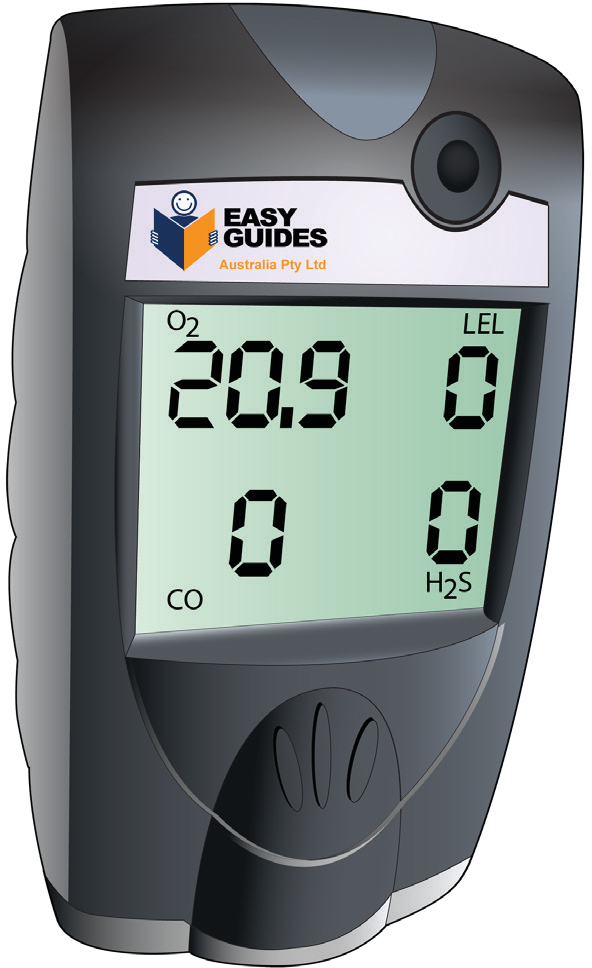 EASY
GUIDES
Australia Pty Ltd
O2 LEL
20.9 0
0 0
CO H2S